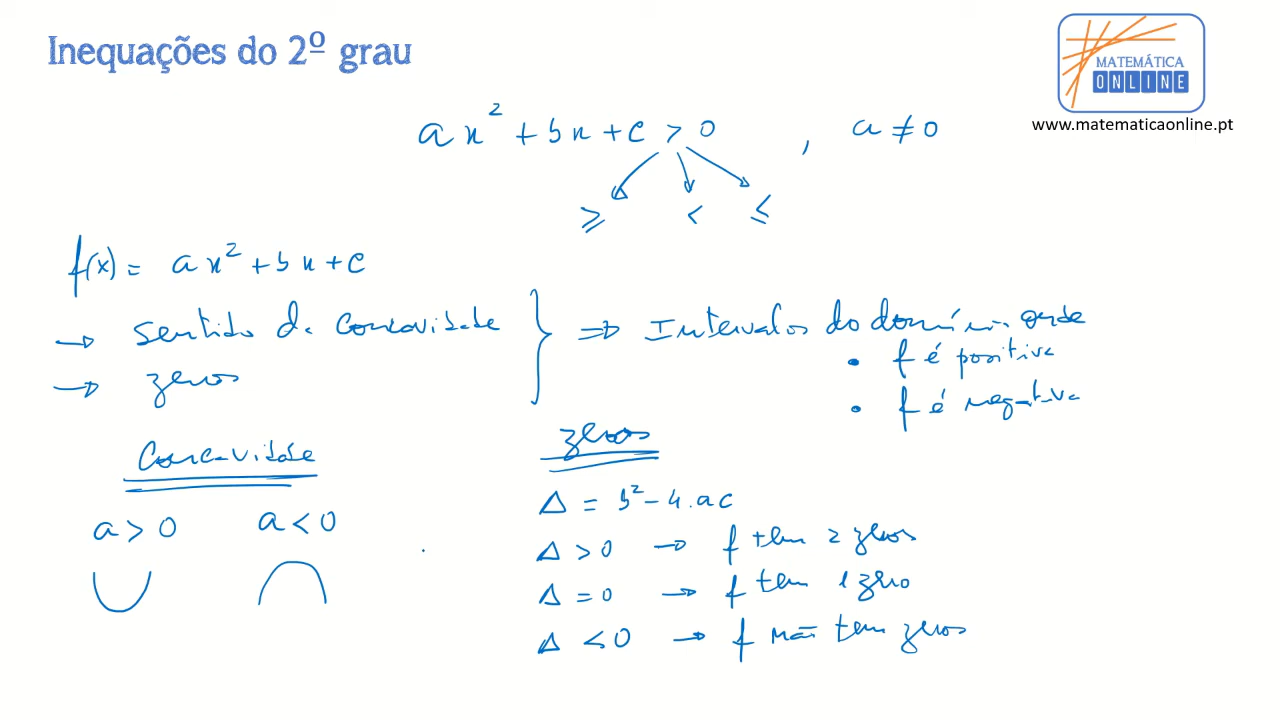 Inequações do 2º grau
MATEMÁTICA
ONLINE
www.matematicaonline.pt
ax² + bx + c > 0 , a ≠ 0
≥ < ≤
f(x) = ax² + bx + c
→ Sentido da concavidade } ⇒ Intervalos do domínio onde
• f é positiva
→ zeros
• f é negativa
Concavidade
a > 0 a < 0
zeros
Δ = b² - 4.ac
Δ > 0 → f tem 2 zeros
Δ = 0 → f tem 1 zero
Δ < 0 → f não tem zeros